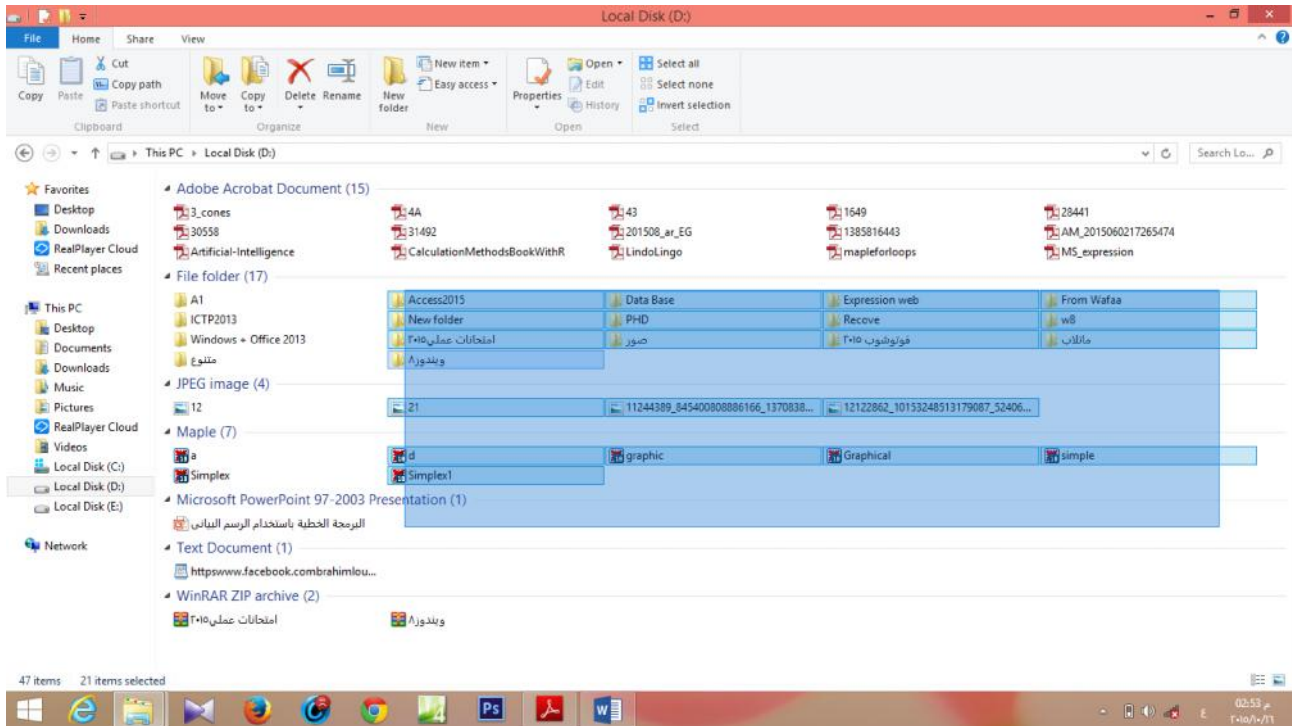 Local Disk (D:)
File Home Share View
Copy Paste Cut Copy path Paste shortcut Move to Copy to Delete Rename New folder New item Easy access Properties Open Edit History Select all Select none Invert selection
Clipboard Organize New Open Select
This PC Local Disk (D:) Search Lo...
Favorites
Desktop
Downloads
RealPlayer Cloud
Recent places
This PC
Desktop
Documents
Downloads
Music
Pictures
RealPlayer Cloud
Videos
Local Disk (C:)
Local Disk (D:)
Local Disk (E:)
Network
Adobe Acrobat Document (15)
3_cones 4A 43 1649 28441
30558 31492 201508_ar_EG 1385816443 AM_2015060217265474
Artificial-Intelligence CalculationMethodsBookWithR LindoLingo mapleforloops MS_expression
File folder (17)
A1 Access2015 Data Base Expression web From Wafaa
ICTP2013 New folder PHD Recove w8
Windows + Office 2013 امتحانات عملي٢٠١٥ صور فوتوشوب ٢٠١٥ ماتلاب
متنوع ويندوز٨
JPEG image (4)
12 21 11244389_845400808886166_1370838... 12122862_10153248513179087_52406...
Maple (7)
a d graphic Graphical simple
Simplex Simplex1
Microsoft PowerPoint 97-2003 Presentation (1)
البرمجة الخطية باستخدام الرسم البيانى
Text Document (1)
httpswww.facebook.combrahimlou...
WinRAR ZIP archive (2)
امتحانات عملي٢٠١٥ ويندوز٨
47 items 21 items selected
Ps
ع
02:53 م
٢٠١٥/١٠/٢٦